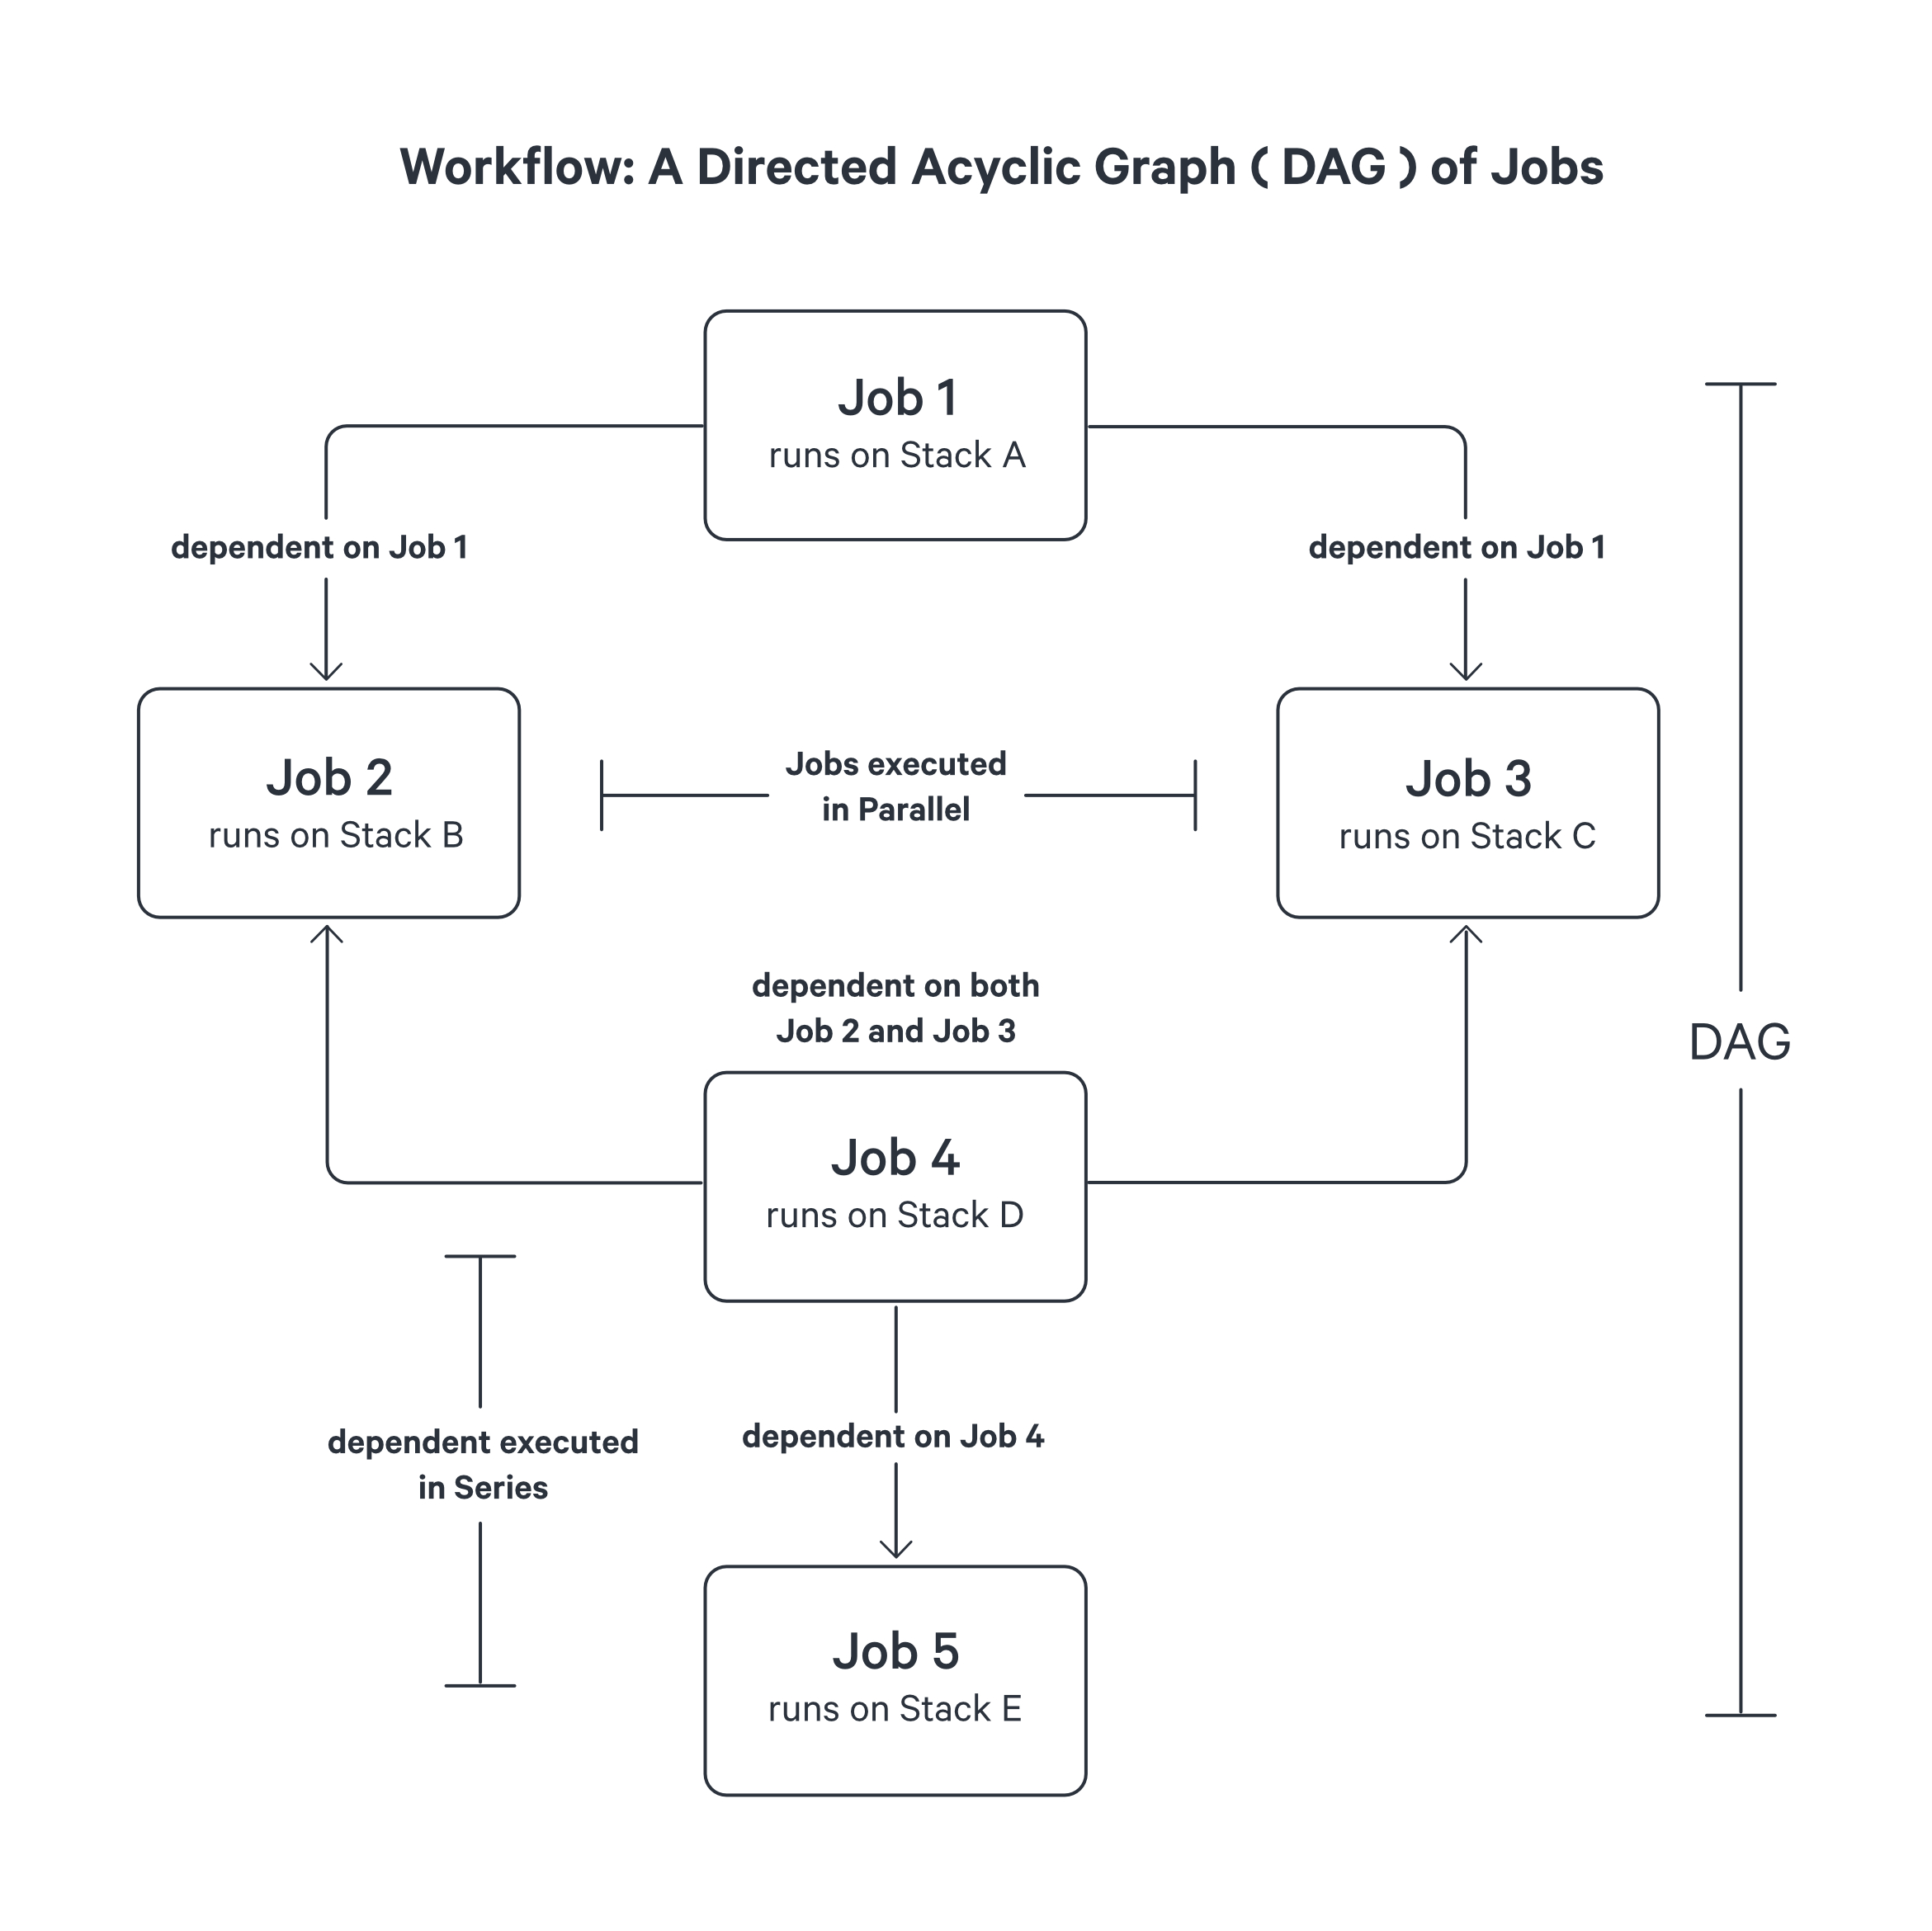 Workflow: A Directed Acyclic Graph ( DAG ) of Jobs
Job 1
runs on Stack A
dependent on Job 1
dependent on Job 1
Job 2
runs on Stack B
Jobs executed
in Parallel
Job 3
runs on Stack C
dependent on both
Job 2 and Job 3
DAG
Job 4
runs on Stack D
dependent executed
in Series
dependent on Job 4
Job 5
runs on Stack E